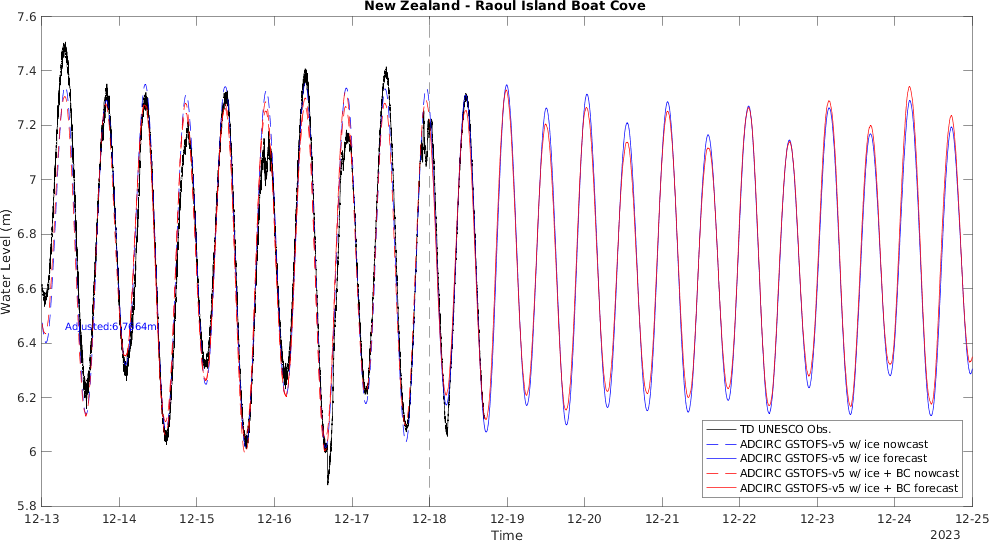 New Zealand - Raoul Island Boat Cove
7.6
7.4
7.2
7
6.8
6.6
6.4
6.2
6
5.8
Water Level (m)
Adjusted:6.7664m
TD UNESCO Obs.
ADCIRC GSTOFS-v5 w/ ice nowcast
ADCIRC GSTOFS-v5 w/ ice forecast
ADCIRC GSTOFS-v5 w/ ice + BC nowcast
ADCIRC GSTOFS-v5 w/ ice + BC forecast
12-13 12-14 12-15 12-16 12-17 12-18 12-19 12-20 12-21 12-22 12-23 12-24 12-25
Time
2023